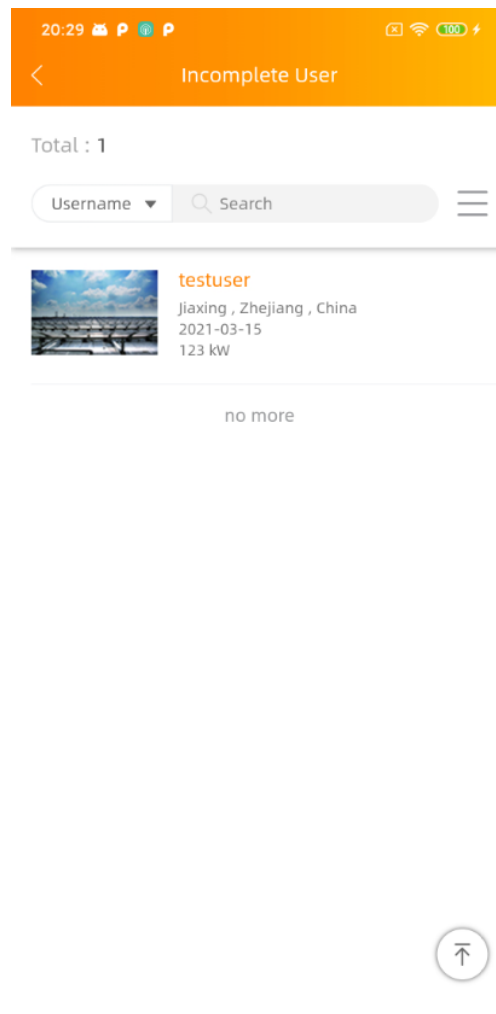 20:29 P P 100
Incomplete User
Total : 1
Username Search
testuser
Jiaxing , Zhejiang , China
2021-03-15
123 kW
no more